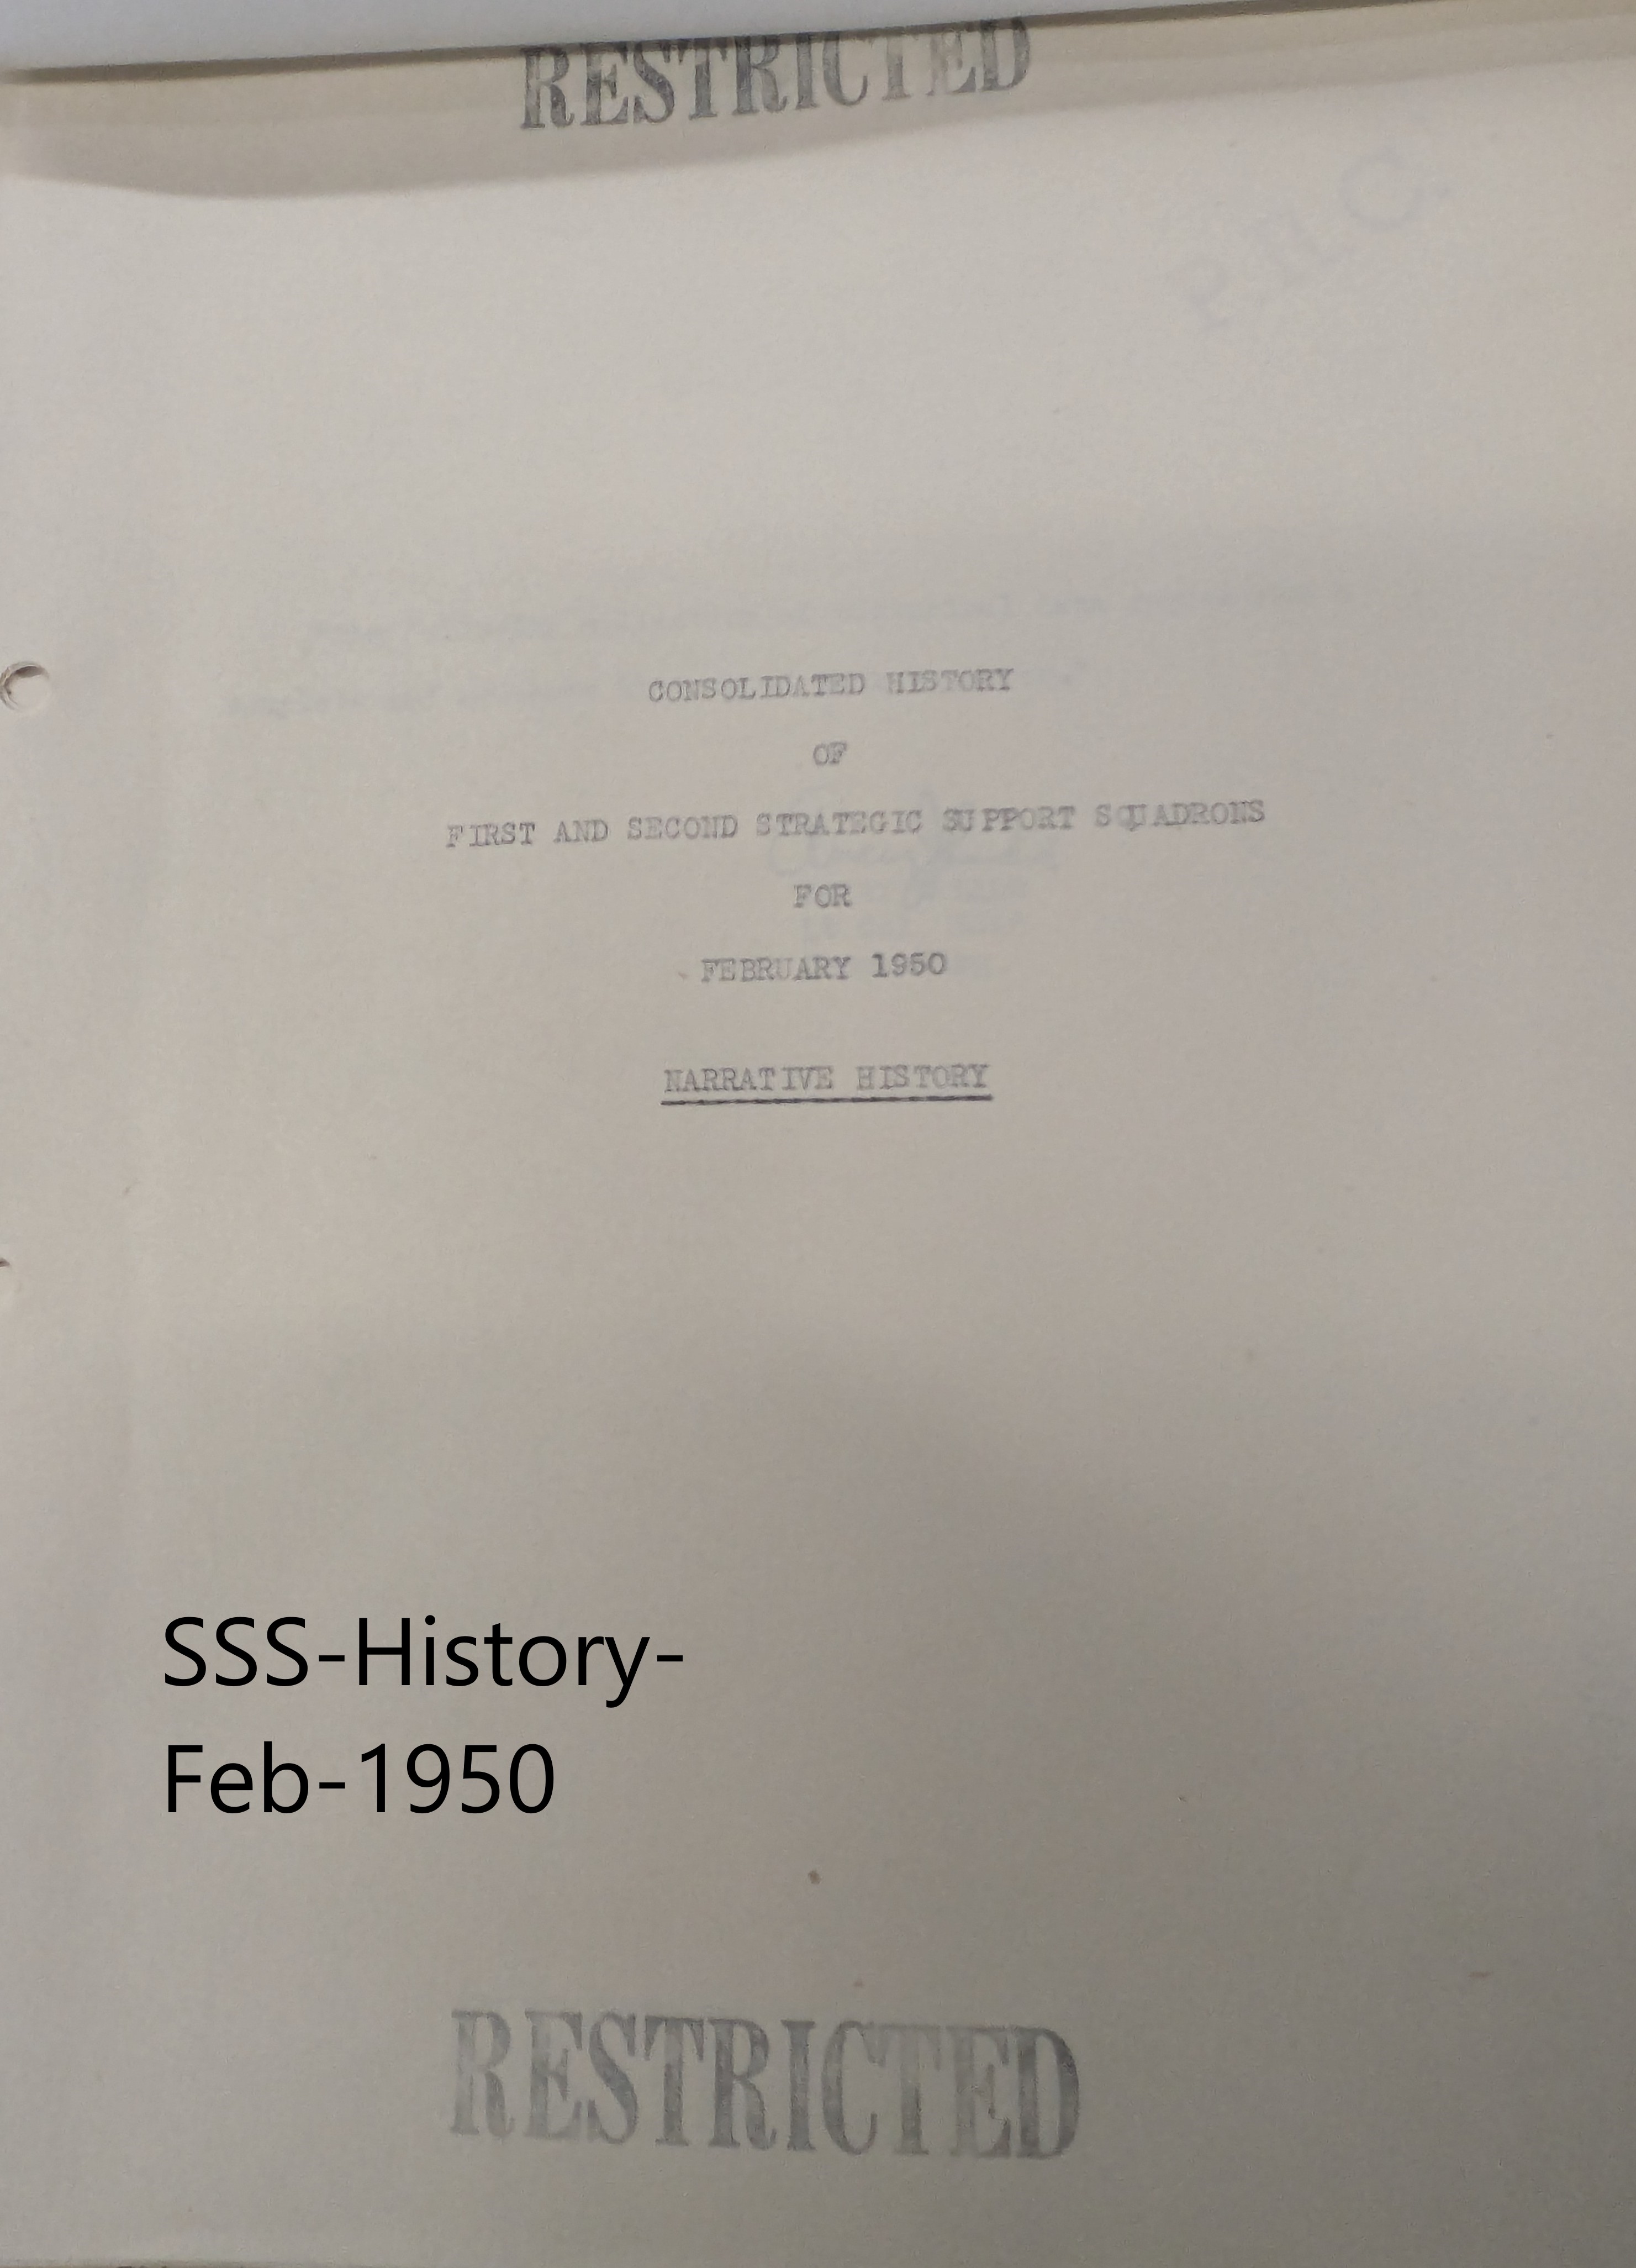 RESTRICTED
CONSOLIDATED HISTORY
OF
FIRST AND SECOND STRATEGIC SUPPORT SQUADRONS
FOR
FEBRUARY 1950
NARRATIVE HISTORY
SSS-History-
Feb-1950
RESTRICTED